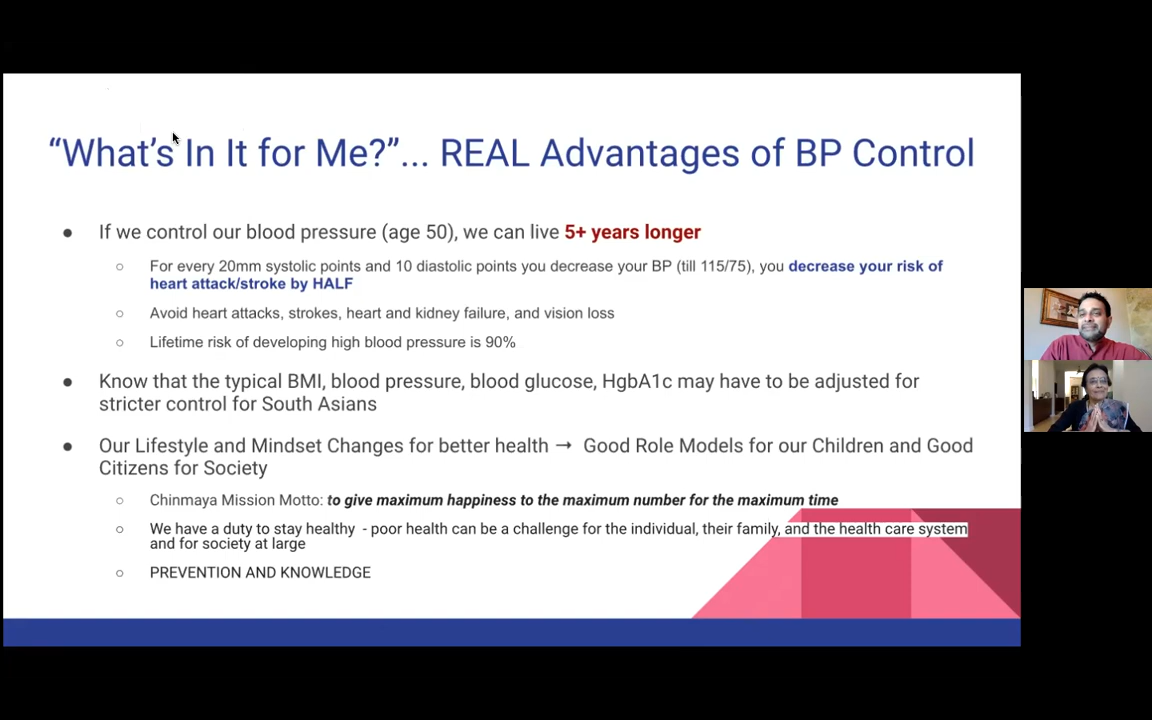 “What’s In It for Me?”... REAL Advantages of BP Control
● If we control our blood pressure (age 50), we can live 5+ years longer
○ For every 20mm systolic points and 10 diastolic points you decrease your BP (till 115/75), you decrease your risk of
heart attack/stroke by HALF
○ Avoid heart attacks, strokes, heart and kidney failure, and vision loss
○ Lifetime risk of developing high blood pressure is 90%
● Know that the typical BMI, blood pressure, blood glucose, HgbA1c may have to be adjusted for
stricter control for South Asians
● Our Lifestyle and Mindset Changes for better health → Good Role Models for our Children and Good
Citizens for Society
○ Chinmaya Mission Motto: to give maximum happiness to the maximum number for the maximum time
○ We have a duty to stay healthy - poor health can be a challenge for the individual, their family, and the health care system
and for society at large
○ PREVENTION AND KNOWLEDGE